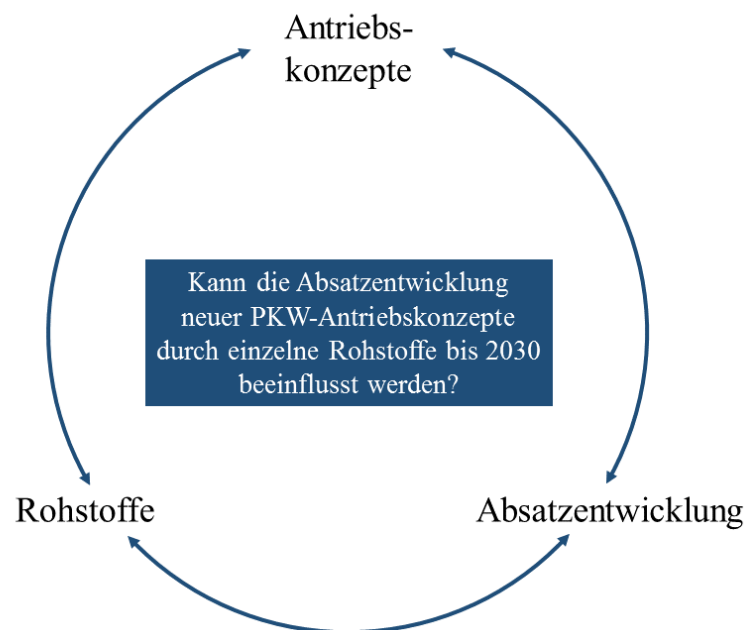 Antriebs-
konzepte
Kann die Absatzentwicklung
neuer PKW-Antriebskonzepte
durch einzelne Rohstoffe bis 2030
beeinflusst werden?
Rohstoffe
Absatzentwicklung